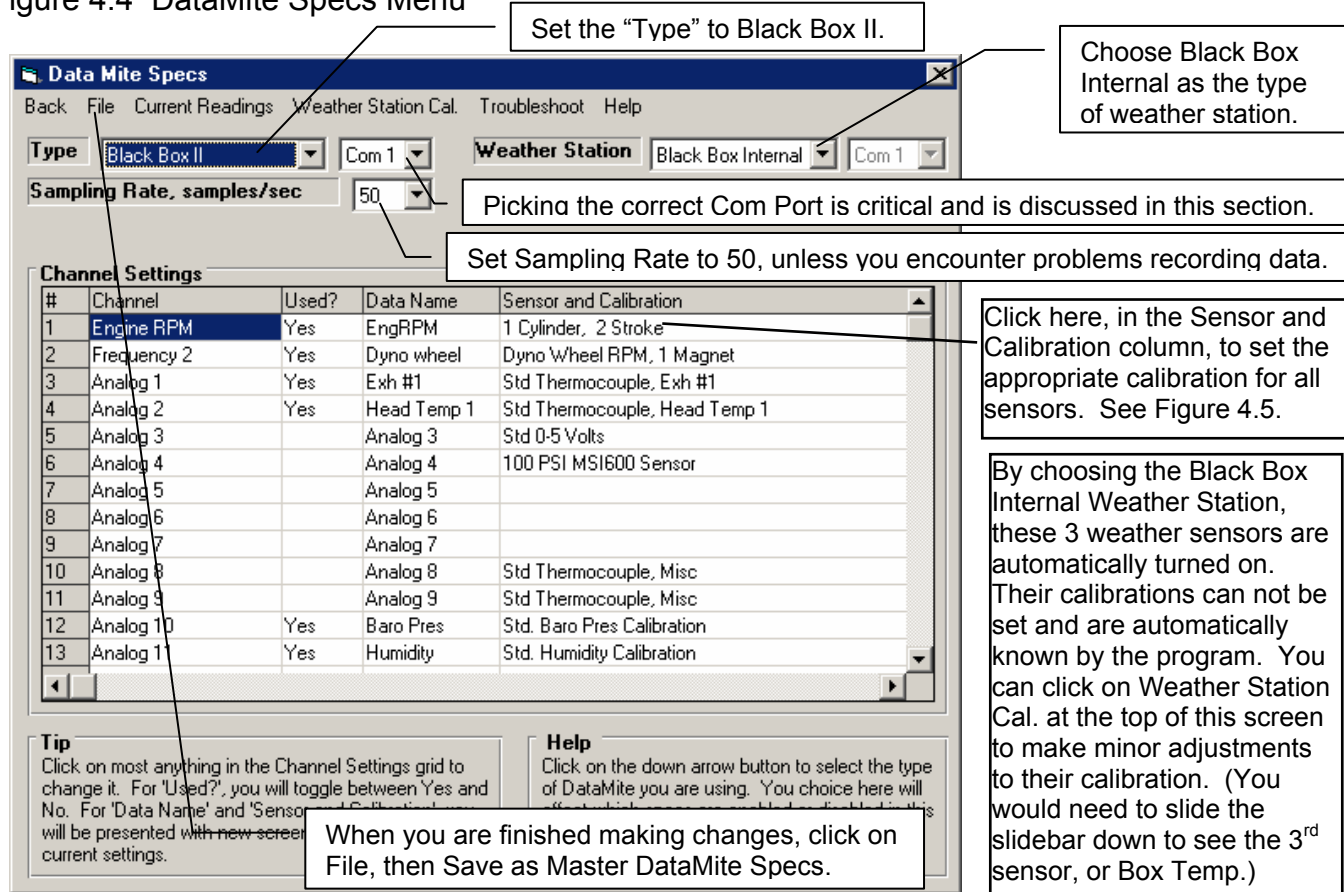 igure 4.4 DataMite Specs Menu
Set the “Type” to Black Box II.
Choose Black Box
Internal as the type
of weather station.
Data Mite Specs
Back File Current Readings Weather Station Cal. Troubleshoot Help
Type Black Box II Com 1 Weather Station Black Box Internal Com 1
Sampling Rate, samples/sec 50
Picking the correct Com Port is critical and is discussed in this section.
Set Sampling Rate to 50, unless you encounter problems recording data.
Channel Settings
# Channel Used? Data Name Sensor and Calibration
1 Engine RPM Yes EngRPM 1 Cylinder, 2 Stroke
2 Frequency 2 Yes Dyno wheel Dyno Wheel RPM, 1 Magnet
3 Analog 1 Yes Exh #1 Std Thermocouple, Exh #1
4 Analog 2 Yes Head Temp 1 Std Thermocouple, Head Temp 1
5 Analog 3 Analog 3 Std 0-5 Volts
6 Analog 4 Analog 4 100 PSI MSI600 Sensor
7 Analog 5 Analog 5
8 Analog 6 Analog 6
9 Analog 7 Analog 7
10 Analog 8 Analog 8 Std Thermocouple, Misc
11 Analog 9 Analog 9 Std Thermocouple, Misc
12 Analog 10 Yes Baro Pres Std. Baro Pres Calibration
13 Analog 11 Yes Humidity Std. Humidity Calibration
Click here, in the Sensor and
Calibration column, to set the
appropriate calibration for all
sensors. See Figure 4.5.
By choosing the Black Box
Internal Weather Station,
these 3 weather sensors are
automatically turned on.
Their calibrations can not be
set and are automatically
known by the program. You
can click on Weather Station
Cal. at the top of this screen
to make minor adjustments
to their calibration. (You
would need to slide the
slidebar down to see the 3rd
sensor, or Box Temp.)
Tip
Click on most anything in the Channel Settings grid to
change it. For 'Used?', you will toggle between Yes and
No. For 'Data Name' and 'Sensor and Calibration' you
will be presented with new scree
current settings.
Help
Click on the down arrow button to select the type
of DataMite you are using. You choice here will
When you are finished making changes, click on
File, then Save as Master DataMite Specs.